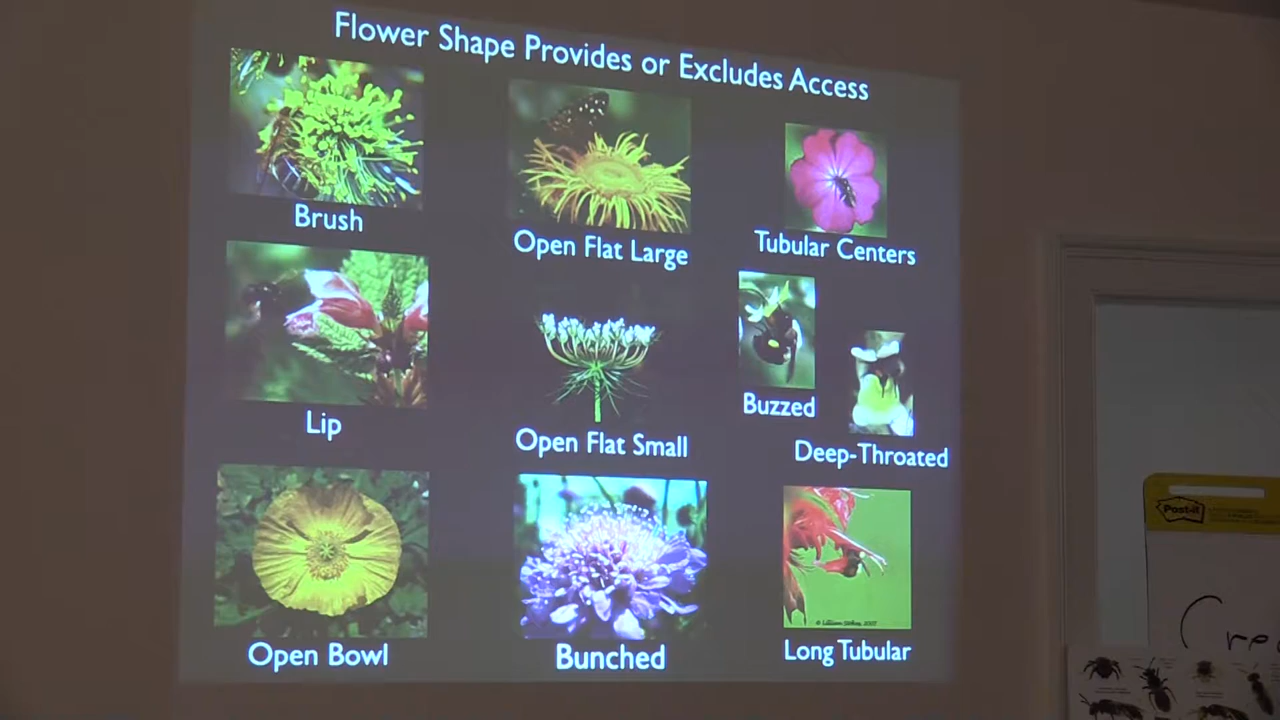 Flower Shape Provides or Excludes Access
Brush
Open Flat Large
Tubular Centers
Lip
Open Flat Small
Buzzed
Deep-Throated
Open Bowl
Bunched
Long Tubular
Post-it
Cre